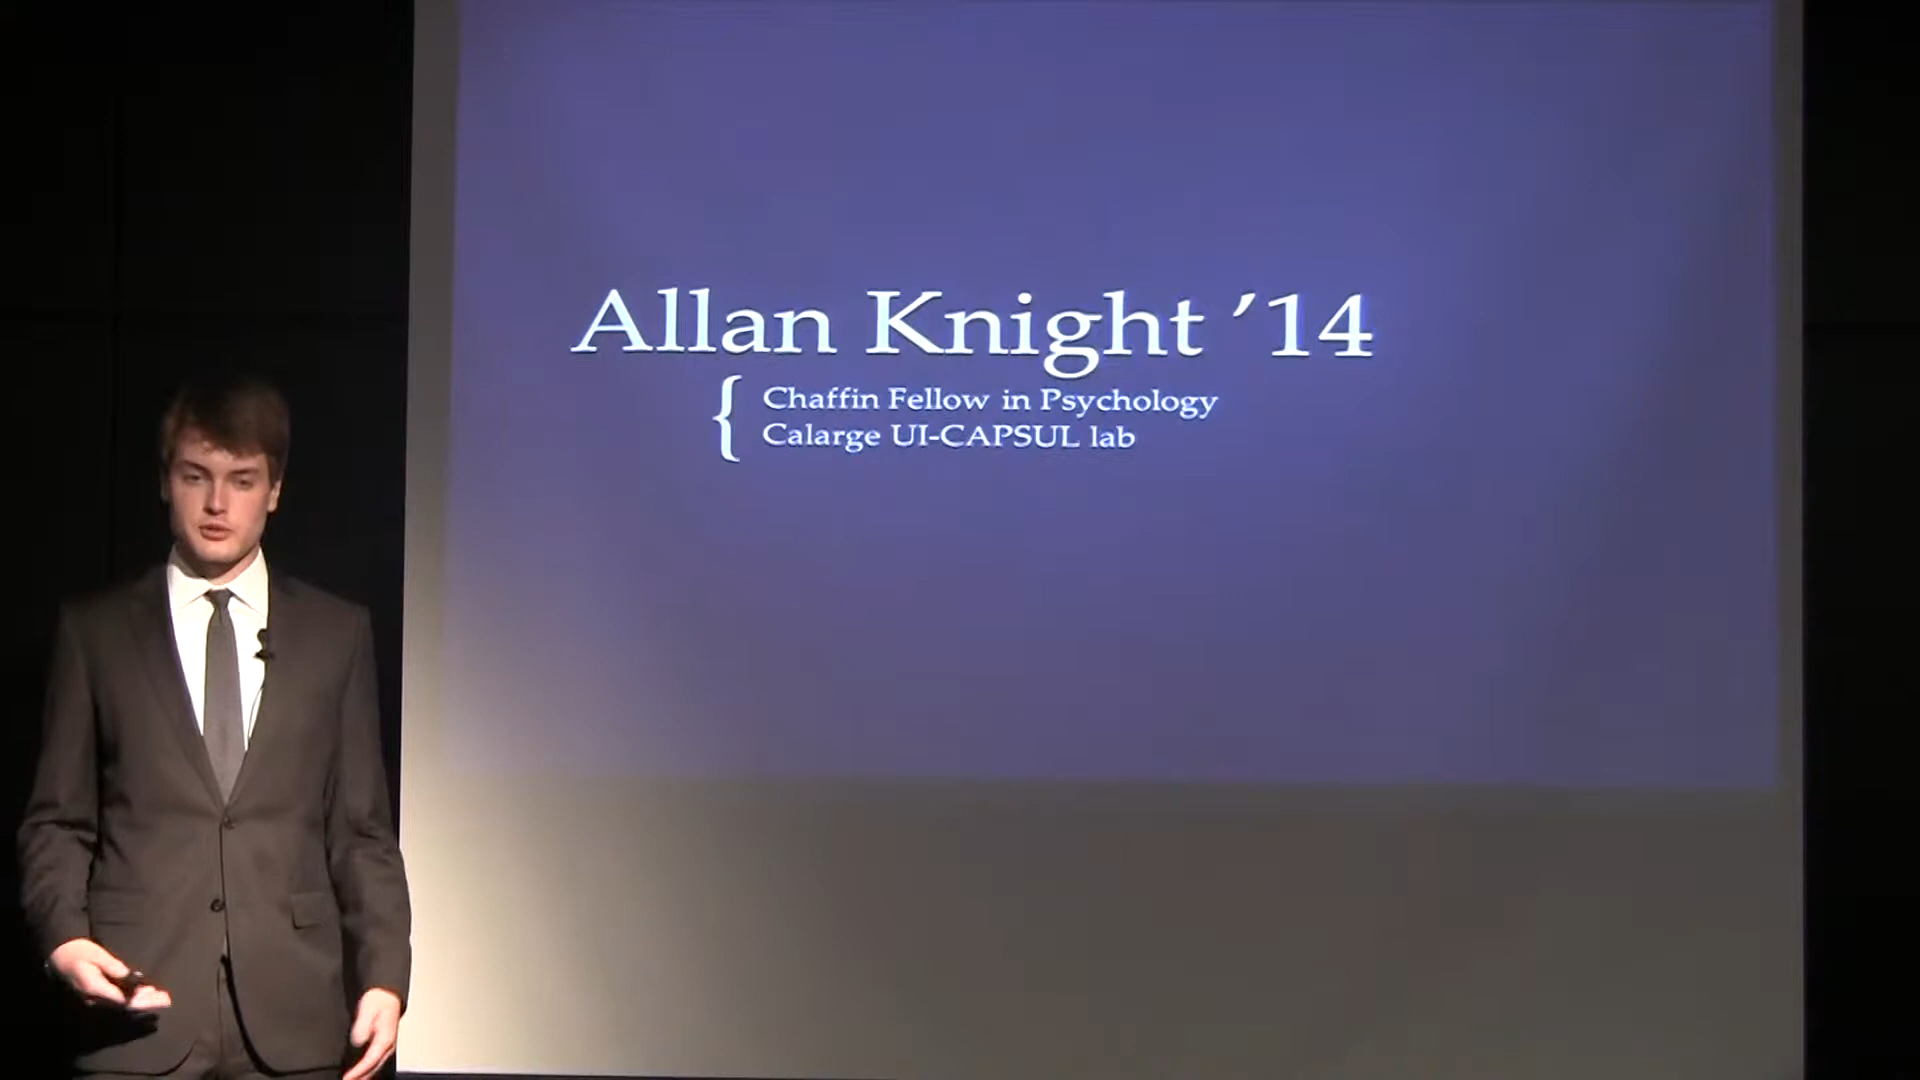 Allan Knight ’14
{ Chaffin Fellow in Psychology
Calarge UI-CAPSUL lab